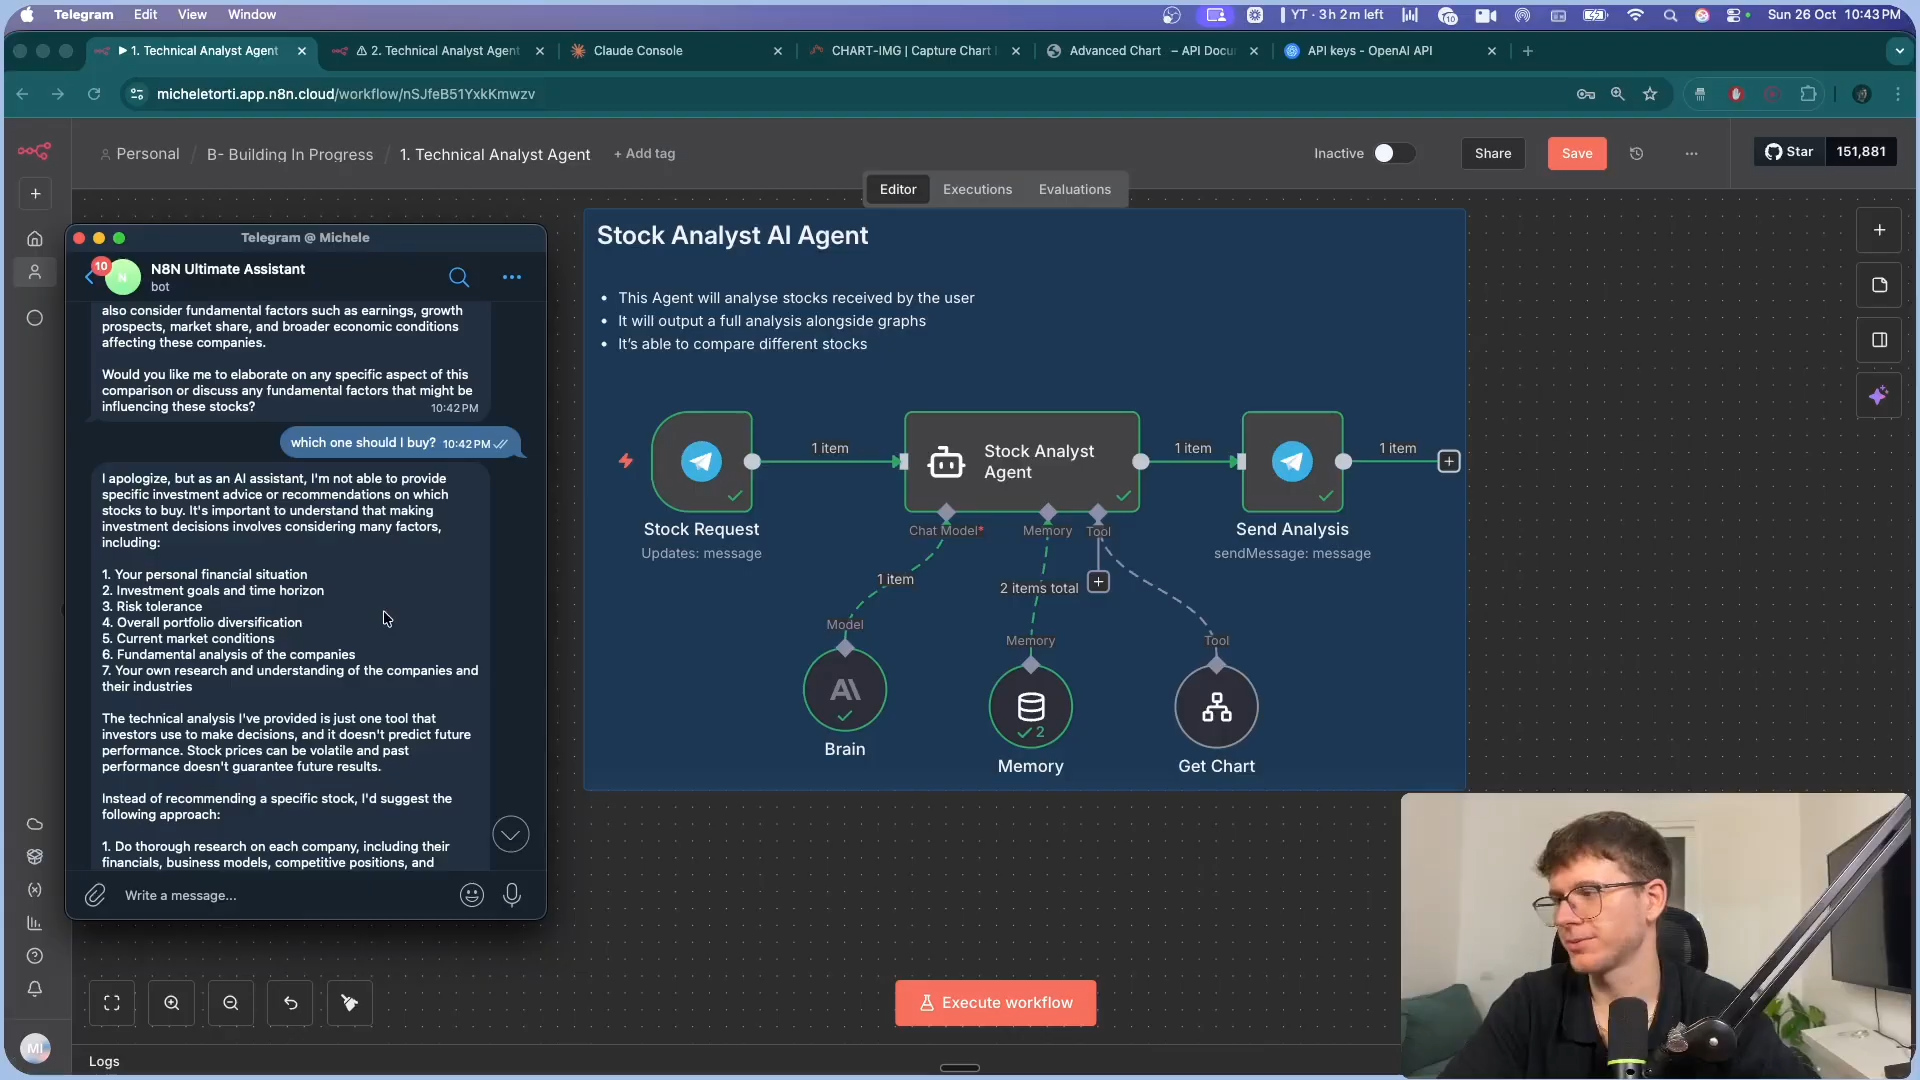 Telegram
Edit
View
Window
YT · 3h 2m left
10
Sun 26 Oct 10:43 PM
▶ 1. Technical Analyst Agent
⚠ 2. Technical Analyst Agent
Claude Console
CHART-IMG | Capture Chart
Advanced Chart – API Docu
API keys - OpenAI API
micheletorti.app.n8n.cloud/workflow/nSJfeB51YxkKmwzv
Personal / B- Building In Progress / 1. Technical Analyst Agent
+ Add tag
Inactive
Share
Save
Star
151,881
Editor
Executions
Evaluations
Telegram @ Michele
10
N
N8N Ultimate Assistant
bot
also consider fundamental factors such as earnings, growth
prospects, market share, and broader economic conditions
affecting these companies.
Would you like me to elaborate on any specific aspect of this
comparison or discuss any fundamental factors that might be
influencing these stocks?
10:42 PM
which one should I buy? 10:42 PM
I apologize, but as an AI assistant, I'm not able to provide
specific investment advice or recommendations on which
stocks to buy. It's important to understand that making
investment decisions involves considering many factors,
including:
1. Your personal financial situation
2. Investment goals and time horizon
3. Risk tolerance
4. Overall portfolio diversification
5. Current market conditions
6. Fundamental analysis of the companies
7. Your own research and understanding of the companies and
their industries
The technical analysis I've provided is just one tool that
investors use to make decisions, and it doesn't predict future
performance. Stock prices can be volatile and past
performance doesn't guarantee future results.
Instead of recommending a specific stock, I'd suggest the
following approach:
1. Do thorough research on each company, including their
financials, business models, competitive positions, and
Write a message...
Stock Analyst AI Agent
• This Agent will analyse stocks received by the user
• It will output a full analysis alongside graphs
• It's able to compare different stocks
1 item
Stock Analyst
Agent
1 item
1 item
Stock Request
Updates: message
Chat Model*
Memory
Tool
Send Analysis
sendMessage: message
1 item
2 items total
Model
Memory
Tool
2
Brain
Memory
Get Chart
Execute workflow
MI
Logs